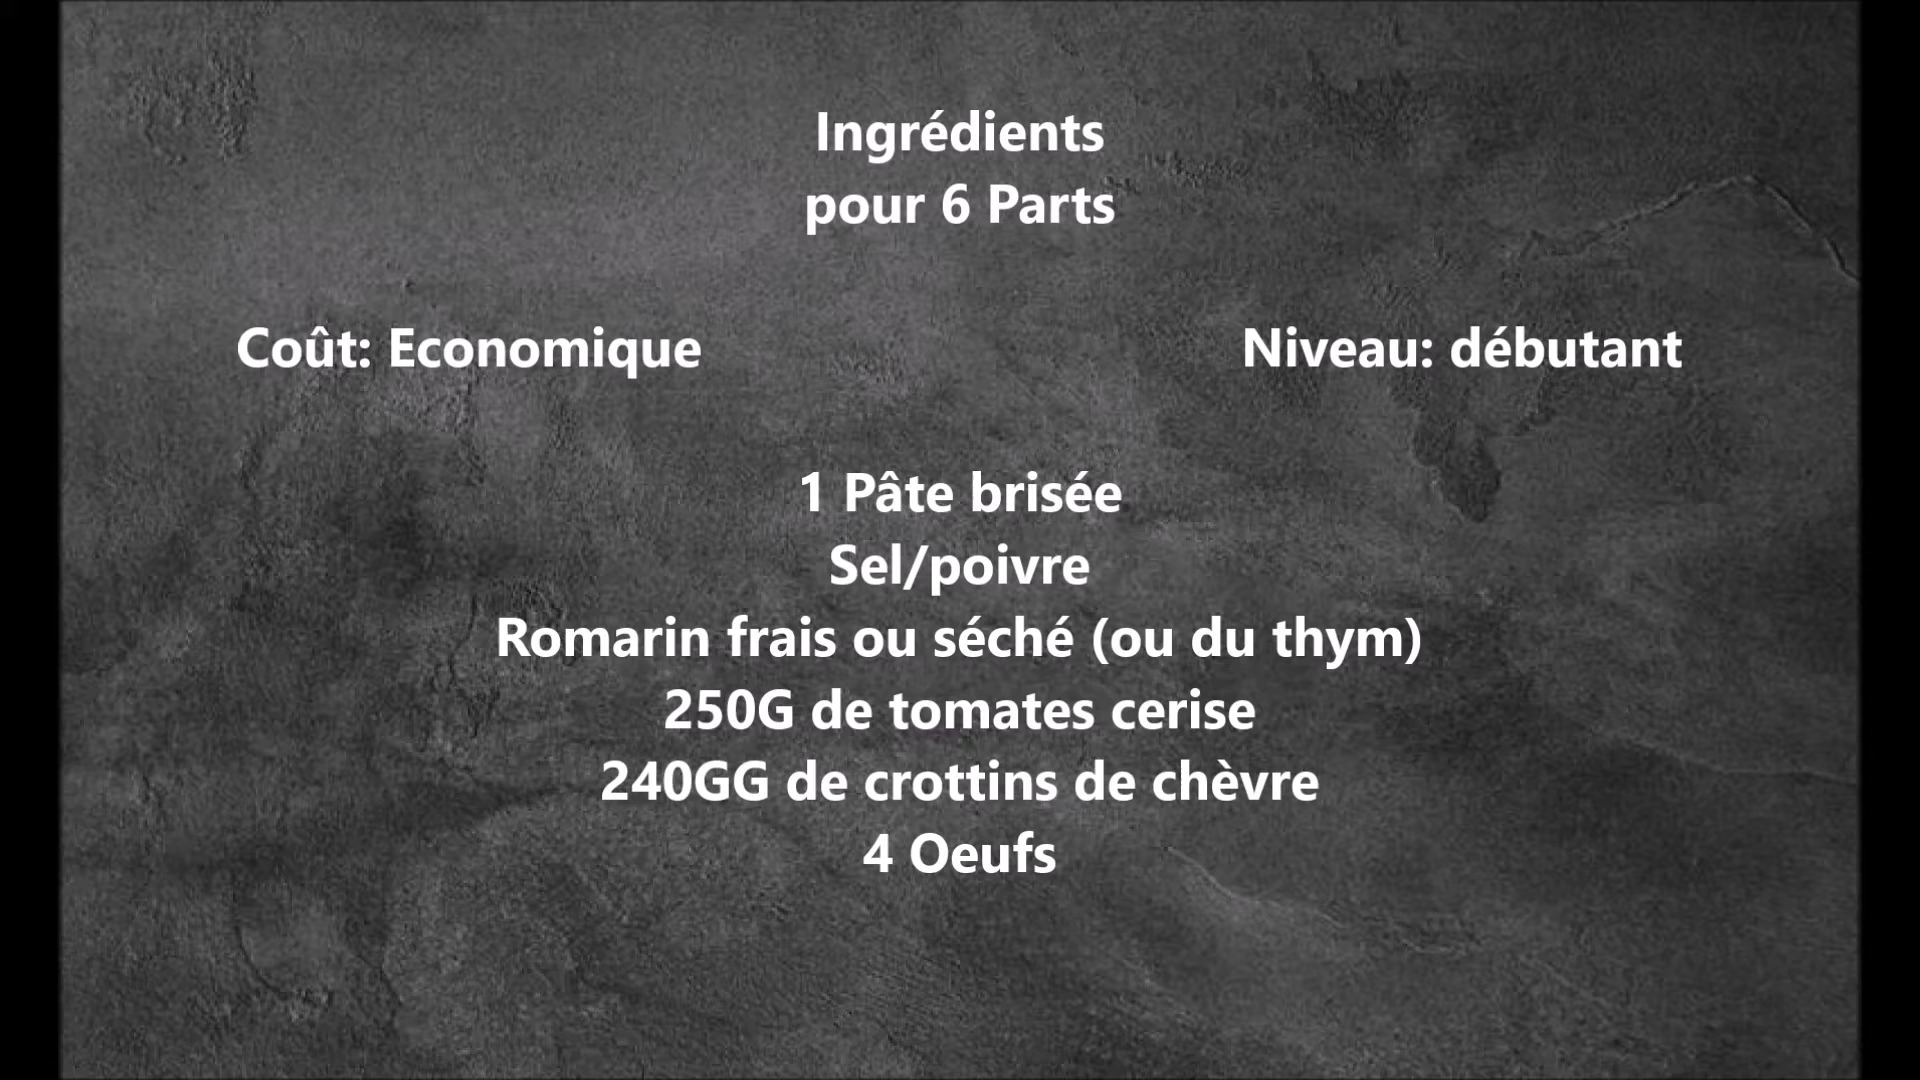 Ingrédients
pour 6 Parts
Coût: Economique
Niveau: débutant
1 Pâte brisée
Sel/poivre
Romarin frais ou séché (ou du thym)
250G de tomates cerise
240GG de crottins de chèvre
4 Oeufs